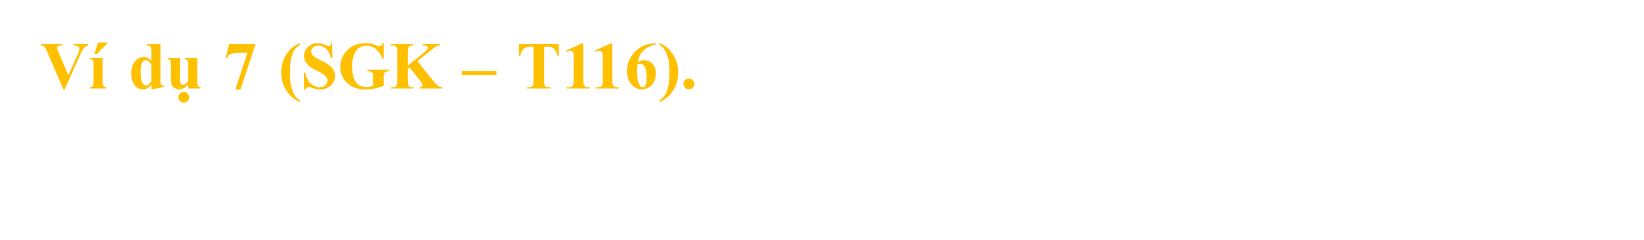 Ví dụ 7 (SGK – T116).